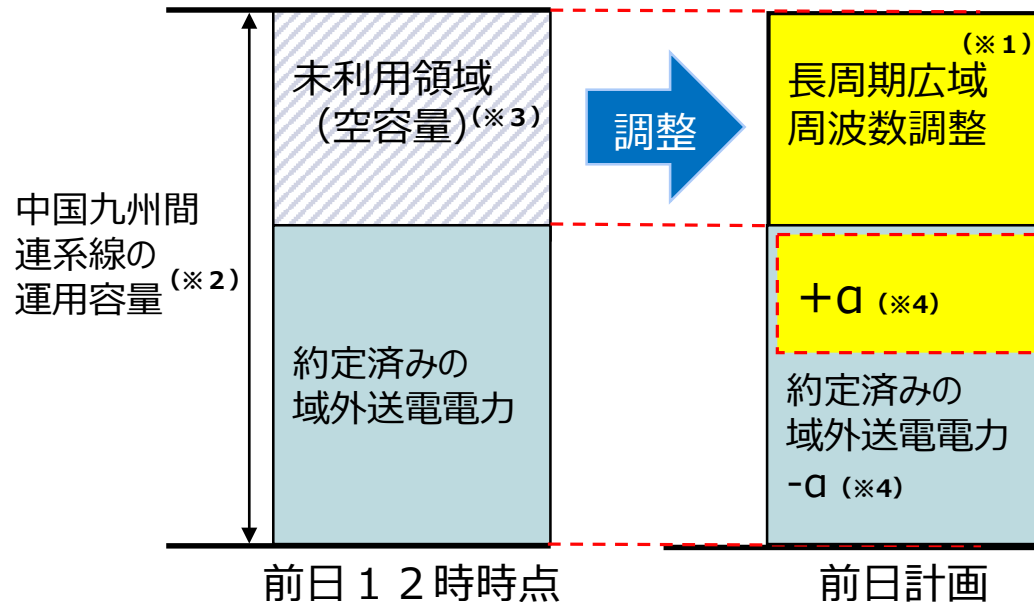 未利用領域
(空容量)(※3)
調整
(※1)
長周期広域
周波数調整
中国九州間
連系線の
運用容量(※2)
+α (※4)
約定済みの
域外送電電力
約定済みの
域外送電電力
-α (※4)
前日12時時点
前日計画